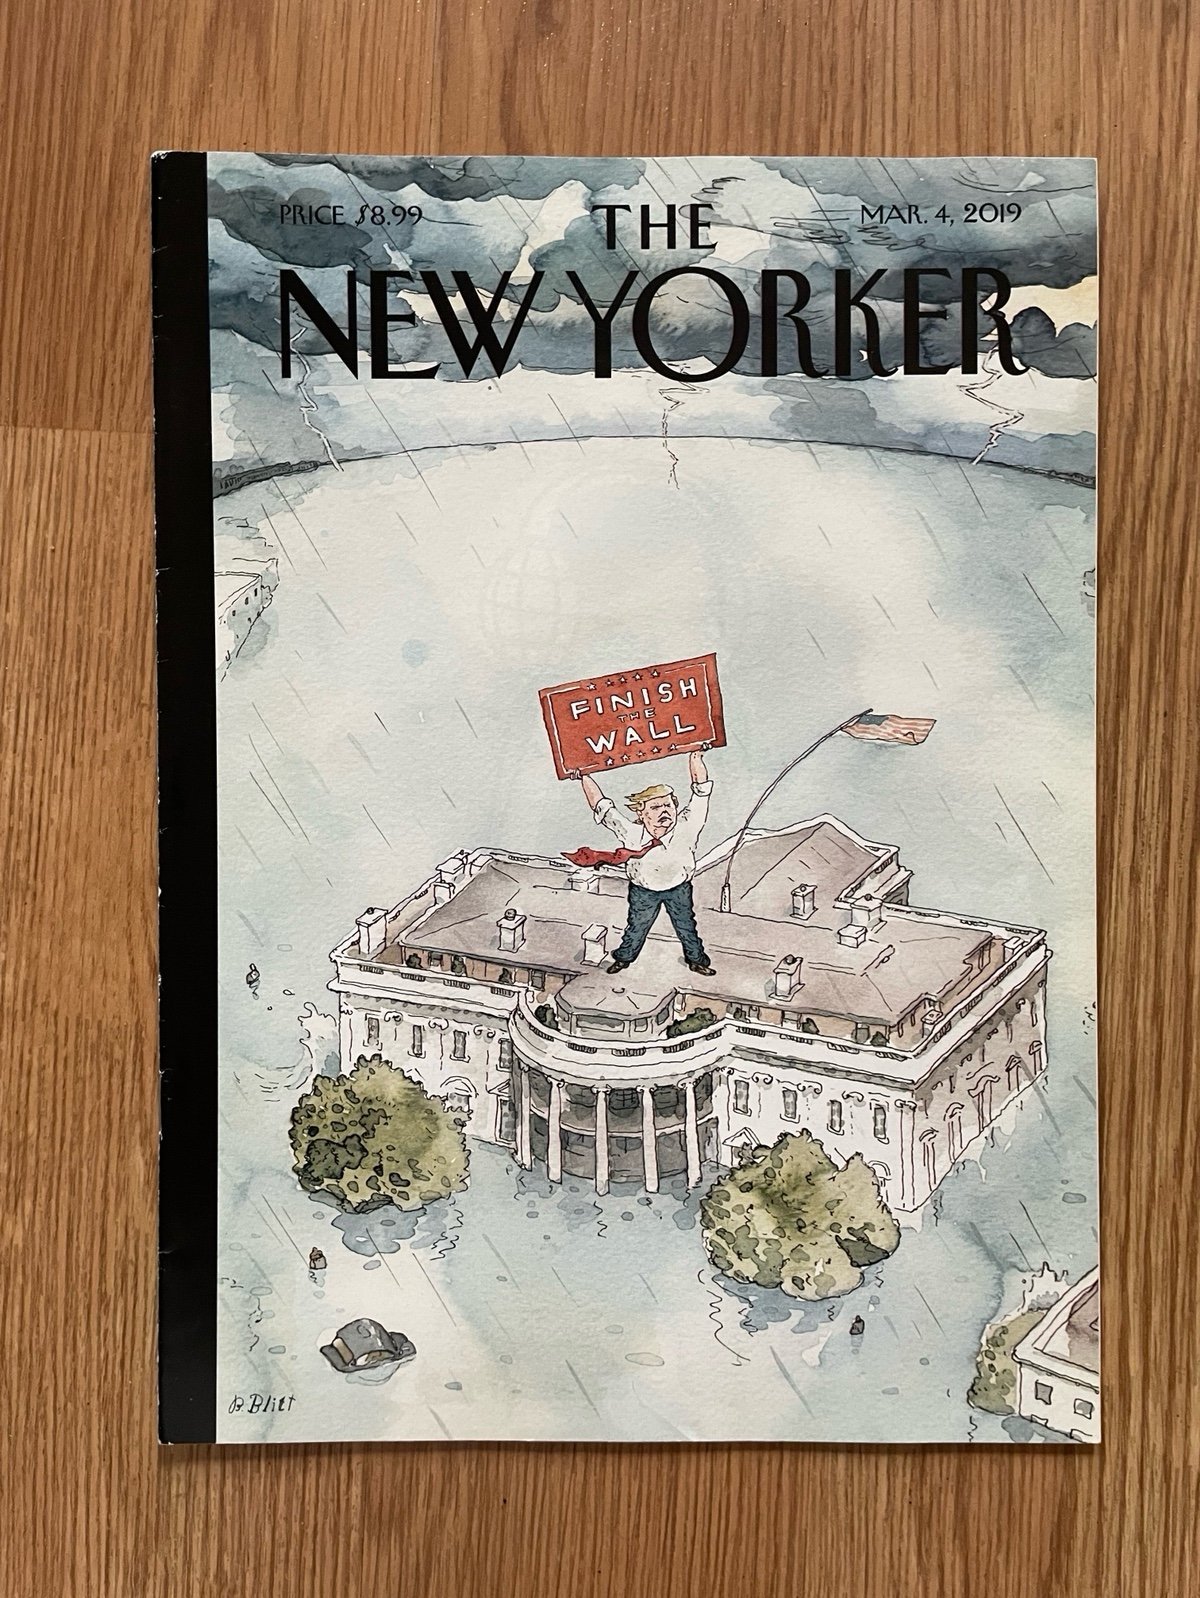 PRICE $8.99
MAR. 4, 2019
THE
NEW YORKER
FINISH
THE
WALL
B. Blitt